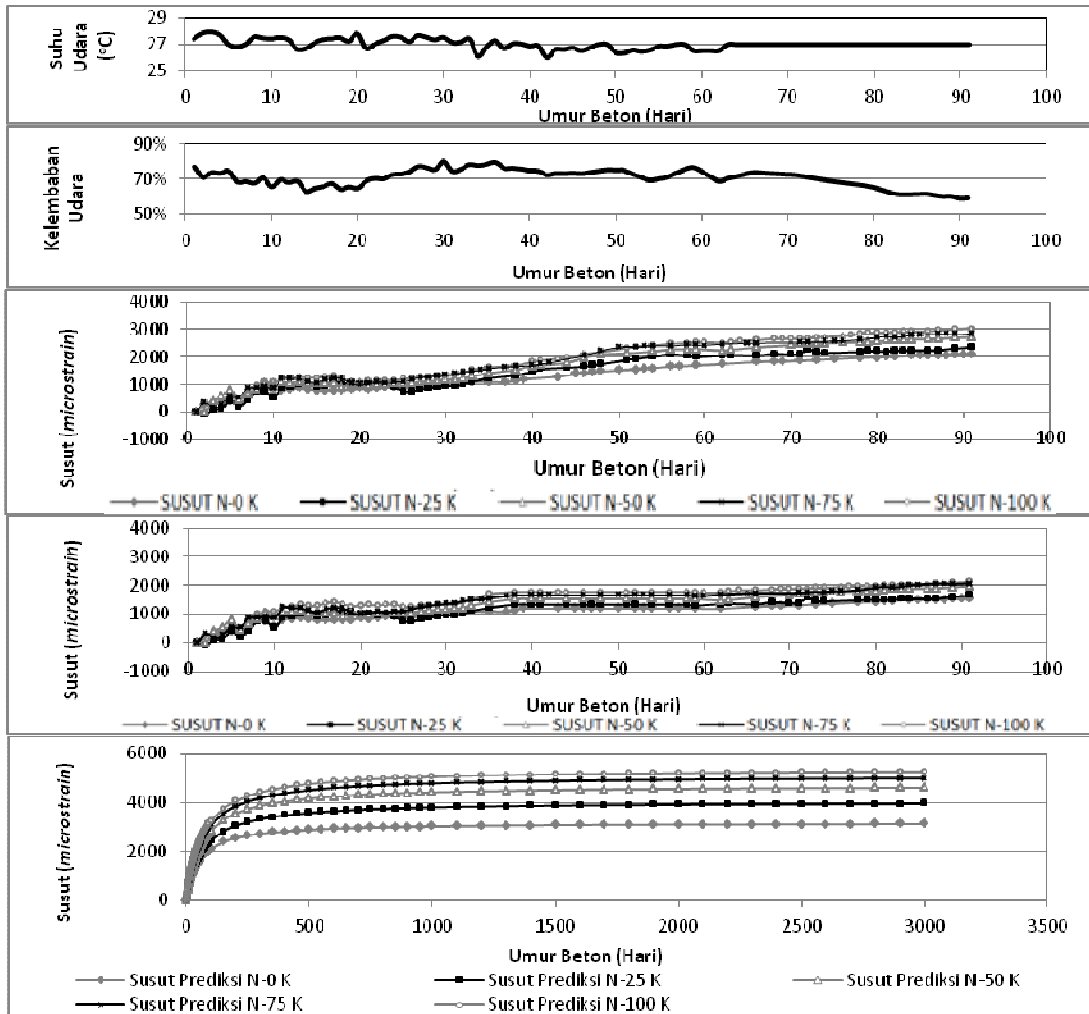 Suhu
Udara
(°C)
29
27
25
0 10 20 30 40 50 60 70 80 90 100
Umur Beton (Hari)
Kelembaban
Udara
90%
70%
50%
0 10 20 30 40 50 60 70 80 90 100
Umur Beton (Hari)
Susut (microstrain)
4000
3000
2000
1000
0
-1000
0 10 20 30 40 50 60 70 80 90 100
Umur Beton (Hari)
SUSUT N-0 K SUSUT N-25 K SUSUT N-50 K SUSUT N-75 K SUSUT N-100 K
Susut (microstrain)
4000
3000
2000
1000
0
-1000
0 10 20 30 40 50 60 70 80 90 100
Umur Beton (Hari)
SUSUT N-0 K SUSUT N-25 K SUSUT N-50 K SUSUT N-75 K SUSUT N-100 K
Susut (microstrain)
6000
4000
2000
0
0 500 1000 1500 2000 2500 3000 3500
Umur Beton (Hari)
Susut Prediksi N-0 K Susut Prediksi N-25 K Susut Prediksi N-50 K
Susut Prediksi N-75 K Susut Prediksi N-100 K